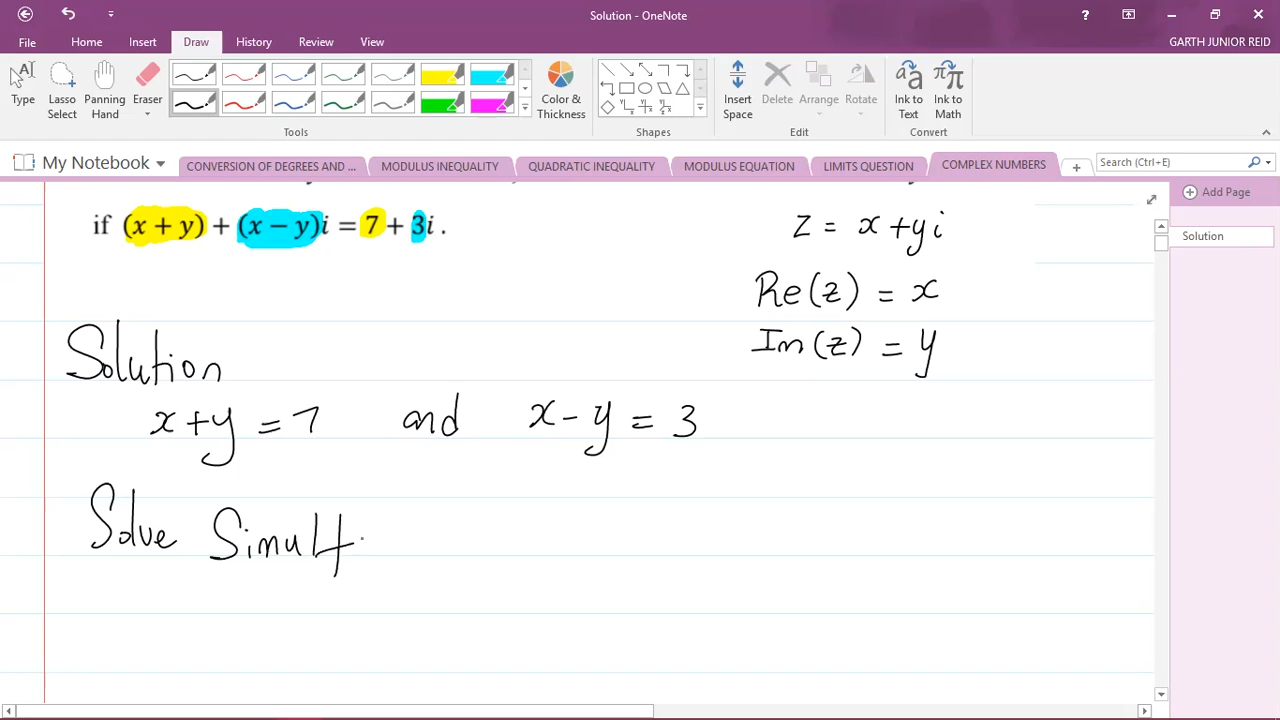 Solution - OneNote
GARTH JUNIOR REID
File Home Insert Draw History Review View
Type
Lasso Select
Panning Hand
Eraser
Color & Thickness
Insert Space
Delete
Arrange
Rotate
Ink to Text
Ink to Math
Tools Shapes Edit Convert
My Notebook
CONVERSION OF DEGREES AND ...
MODULUS INEQUALITY
QUADRATIC INEQUALITY
MODULUS EQUATION
LIMITS QUESTION
COMPLEX NUMBERS
Search (Ctrl+E)
Add Page
Solution
if (x + y) + (x − y)i = 7 + 3i .
z = x+yi
Re(z) = x
Im(z) = y
Solution
x+y = 7 and x-y = 3
Solve Simult